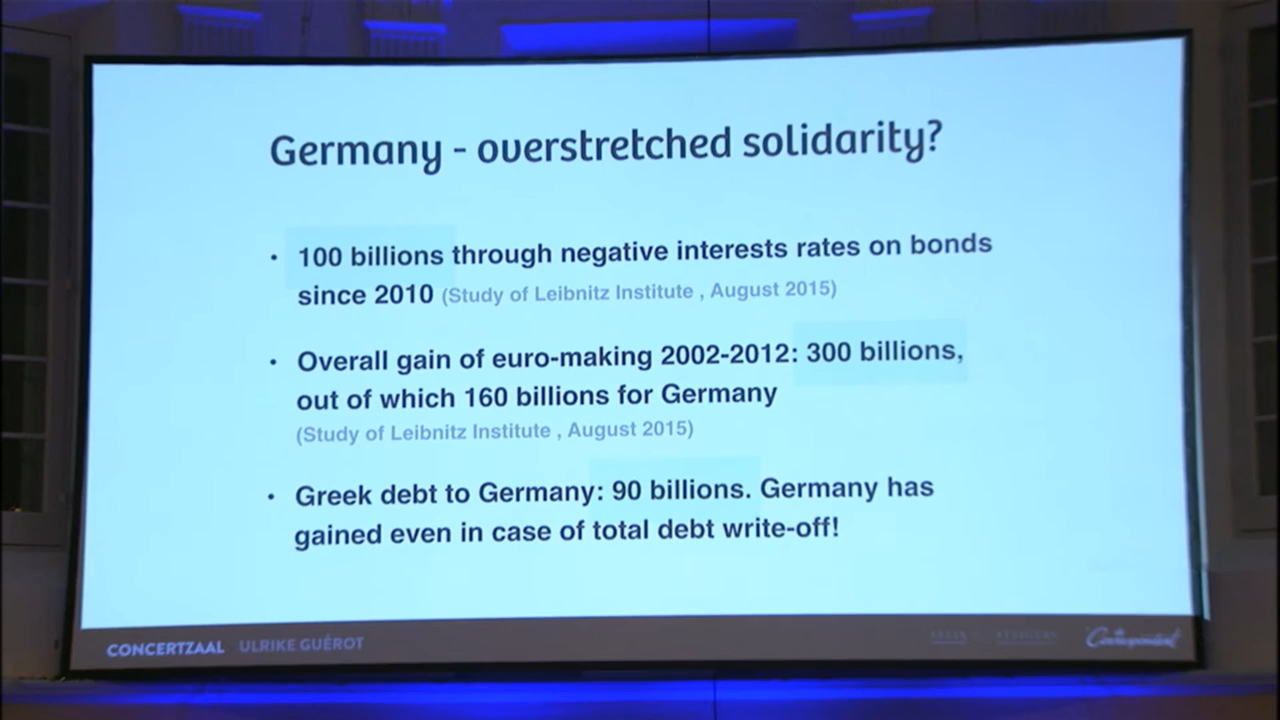 Germany - overstretched solidarity?
• 100 billions through negative interests rates on bonds
since 2010 (Study of Leibnitz Institute , August 2015)
• Overall gain of euro-making 2002-2012: 300 billions,
out of which 160 billions for Germany
(Study of Leibnitz Institute , August 2015)
• Greek debt to Germany: 90 billions. Germany has
gained even in case of total debt write-off!
CONCERTZAAL ULRIKE GUÉROT
de Correspondent